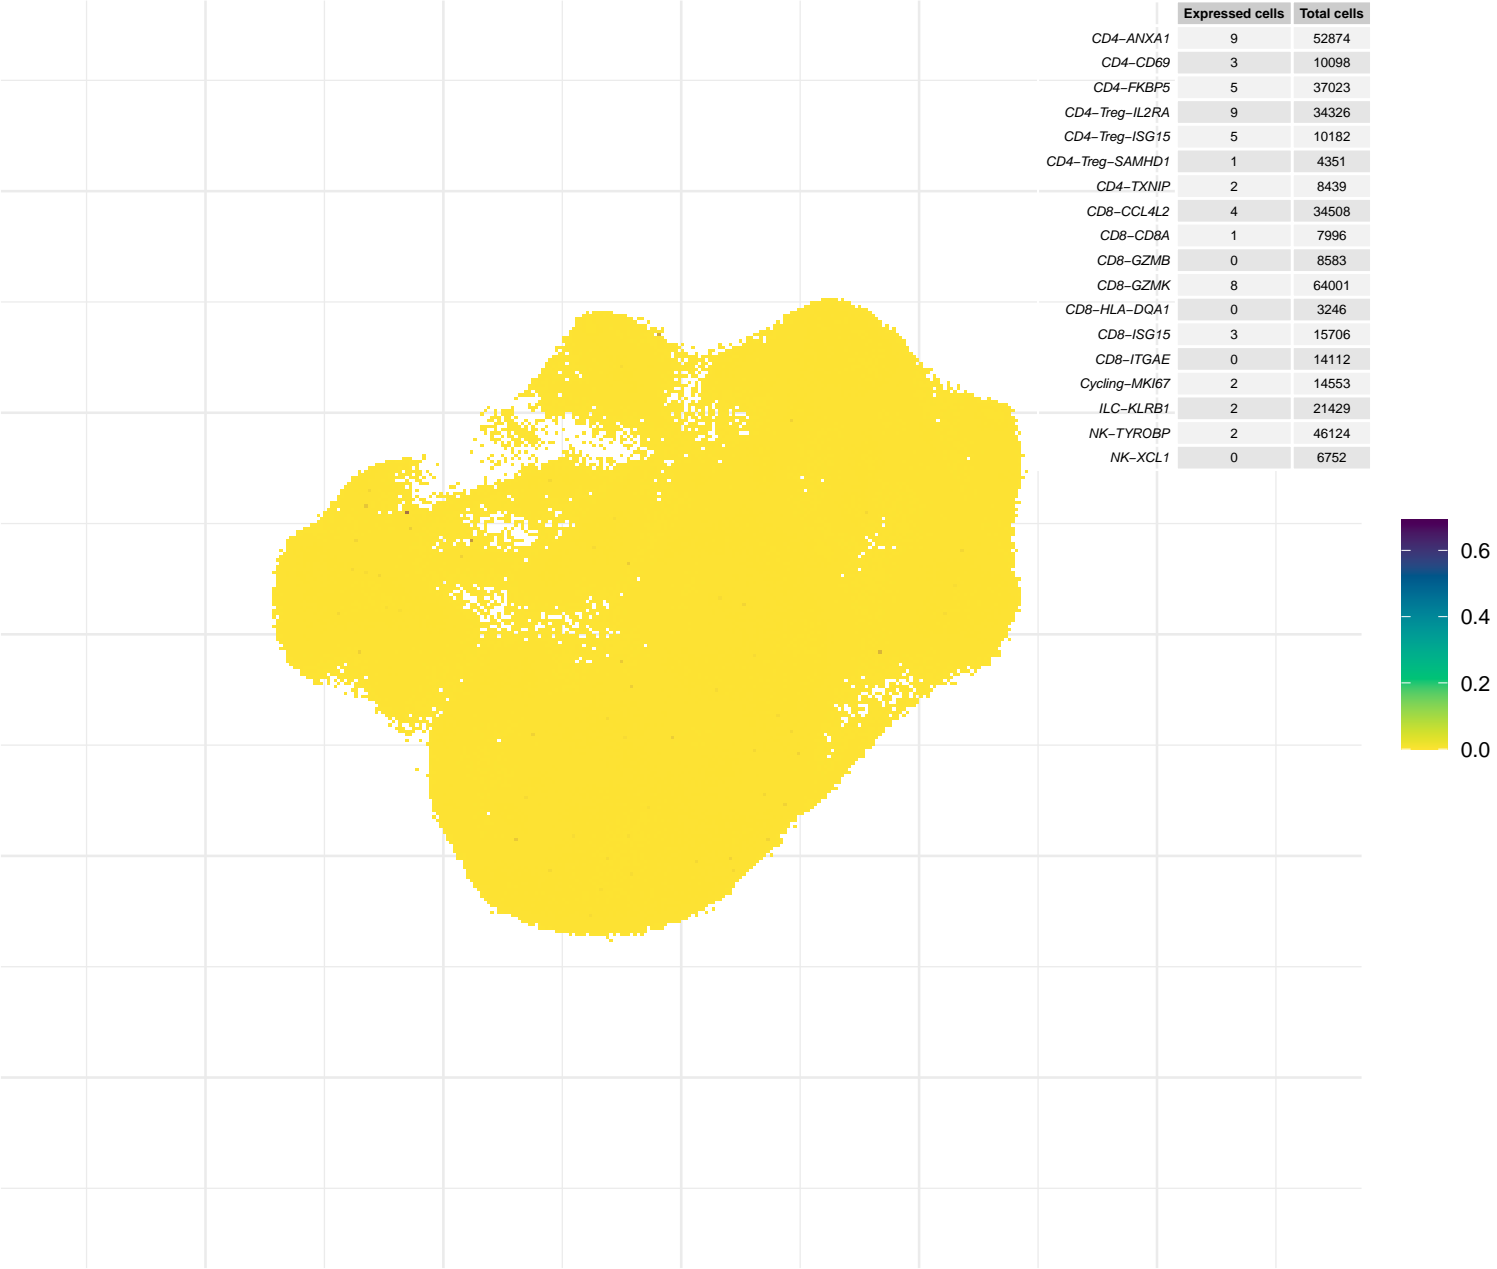 Expressed cells Total cells
CD4−ANXA1 9 52874
CD4−CD69 3 10098
CD4−FKBP5 5 37023
CD4−Treg−IL2RA 9 34326
CD4−Treg−ISG15 5 10182
CD4−Treg−SAMHD1 1 4351
CD4−TXNIP 2 8439
CD8−CCL4L2 4 34508
CD8−CD8A 1 7996
CD8−GZMB 0 8583
CD8−GZMK 8 64001
CD8−HLA−DQA1 0 3246
CD8−ISG15 3 15706
CD8−ITGAE 0 14112
Cycling−MKI67 2 14553
ILC−KLRB1 2 21429
NK−TYROBP 2 46124
NK−XCL1 0 6752
0.6
0.4
0.2
0.0